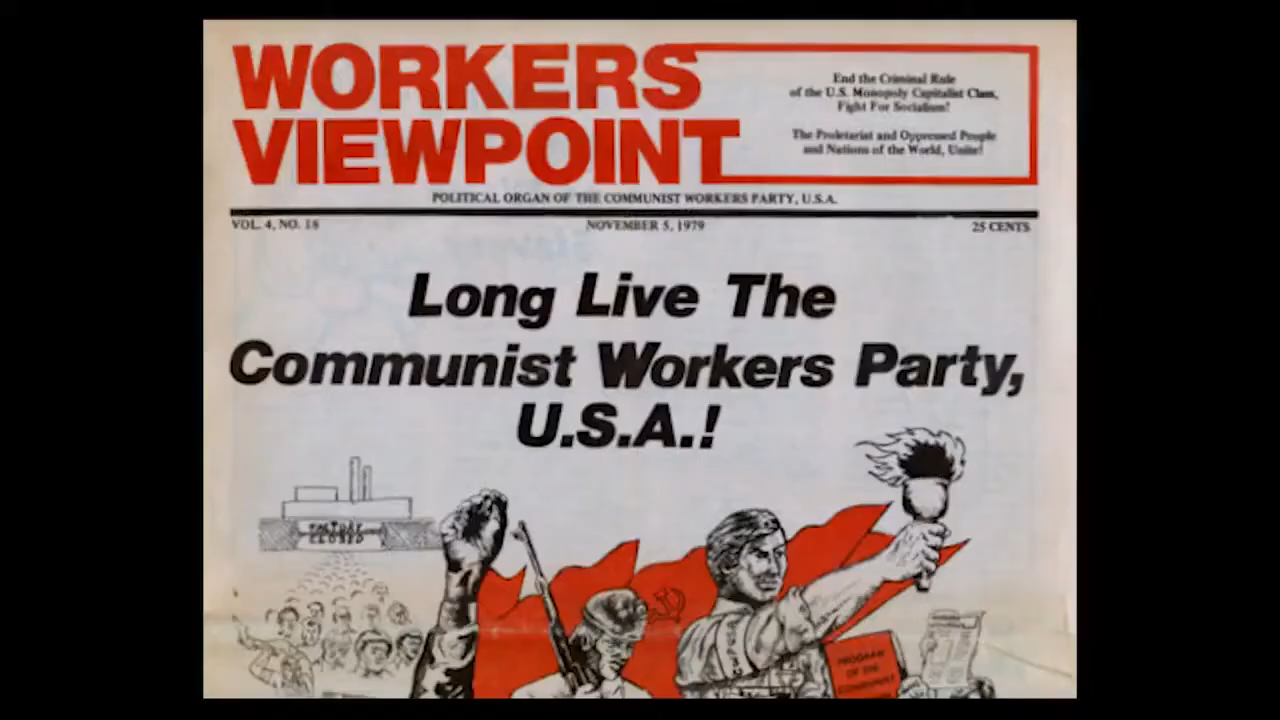 WORKERS
VIEWPOINT
End the Criminal Rule
of the U.S. Monopoly Capitalist Class,
Fight For Socialism!
The Proletariat and Oppressed People
and Nations of the World, Unite!
POLITICAL ORGAN OF THE COMMUNIST WORKERS PARTY, U.S.A.
VOL. 4, NO. 16
NOVEMBER 5, 1979
25 CENTS
Long Live The
Communist Workers Party,
U.S.A.!
FACTORY
CLOSED
PROGRAM
OF THE
COMMUNIST